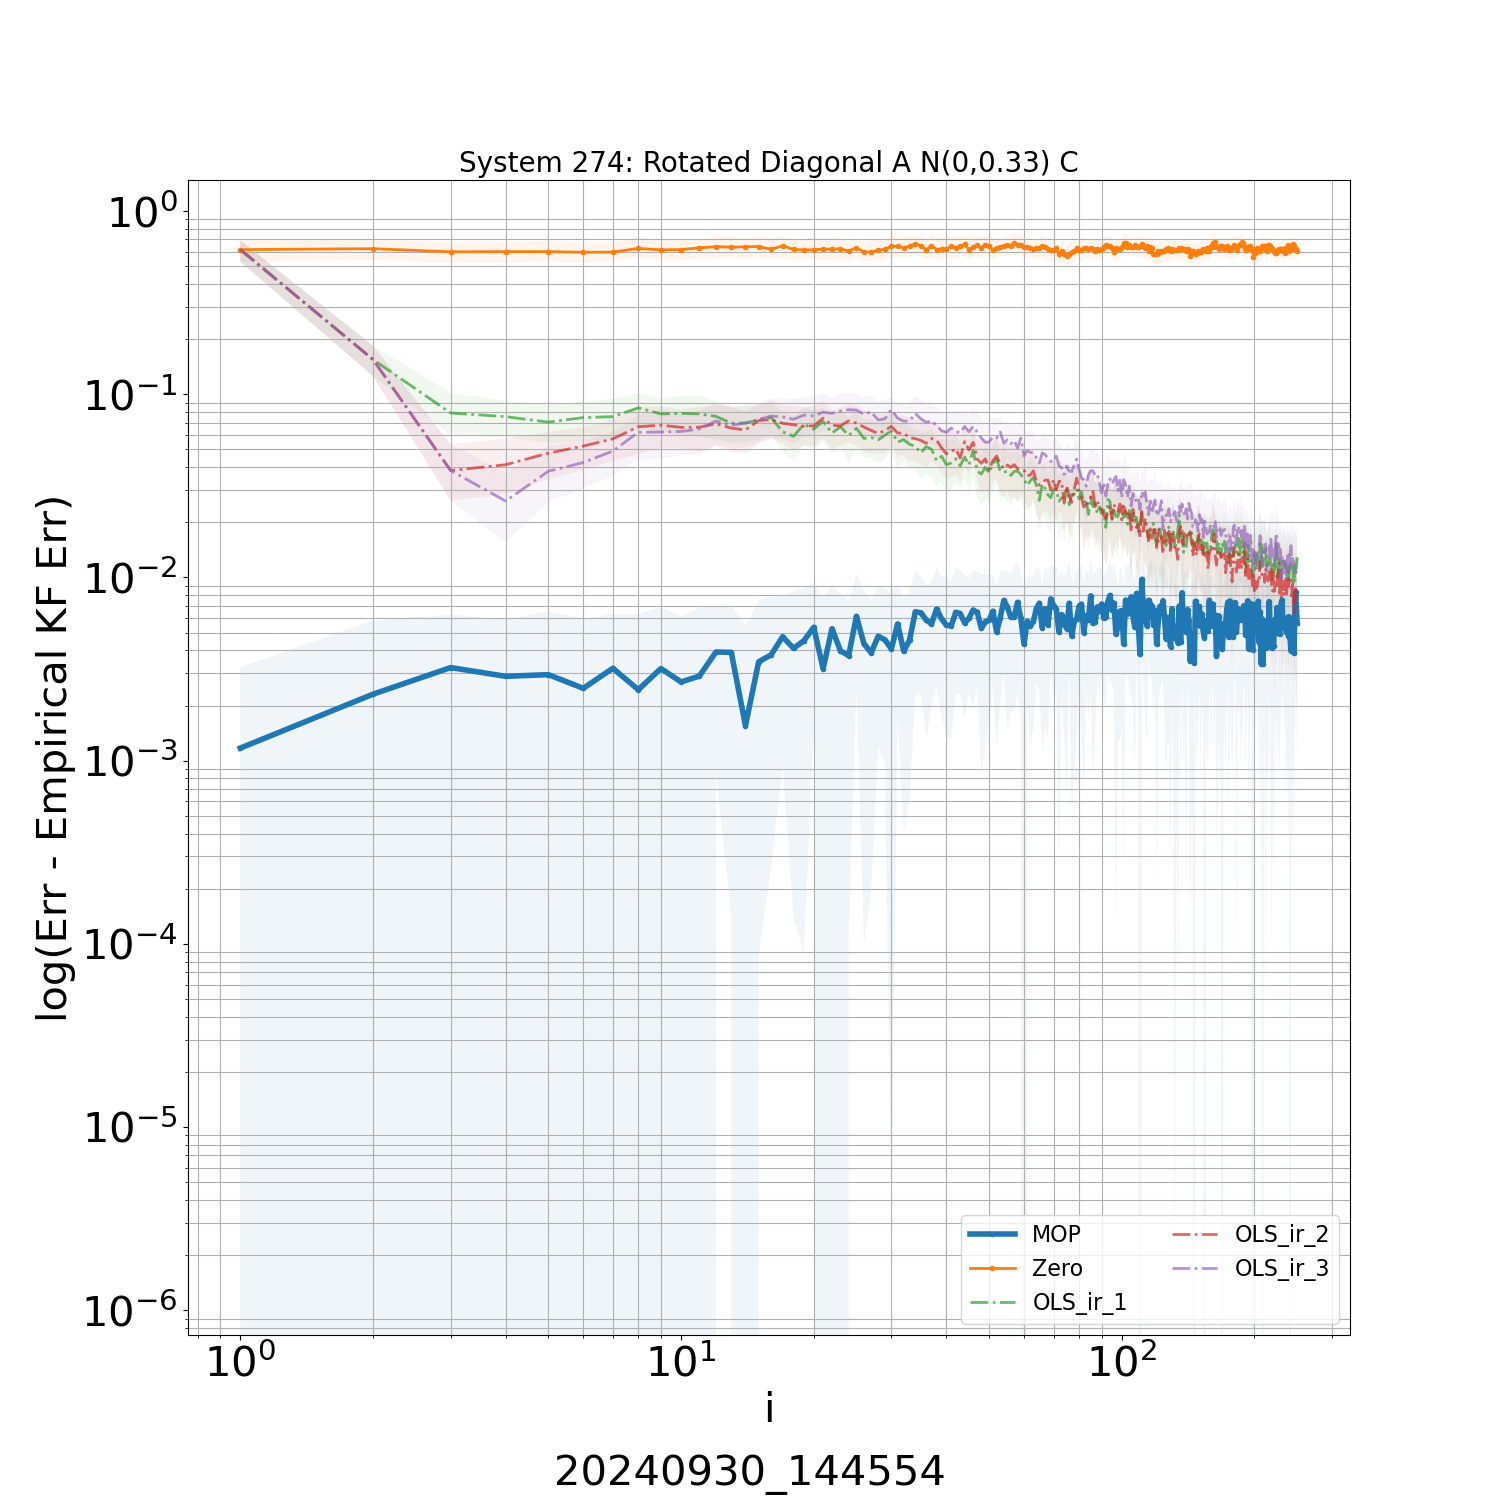 System 274: Rotated Diagonal A N(0,0.33) C
log(Err - Empirical KF Err)
10⁰
10⁻¹
10⁻²
10⁻³
10⁻⁴
10⁻⁵
10⁻⁶
MOP
Zero
OLS_ir_1
OLS_ir_2
OLS_ir_3
10⁰ 10¹ 10²
i
20240930_144554